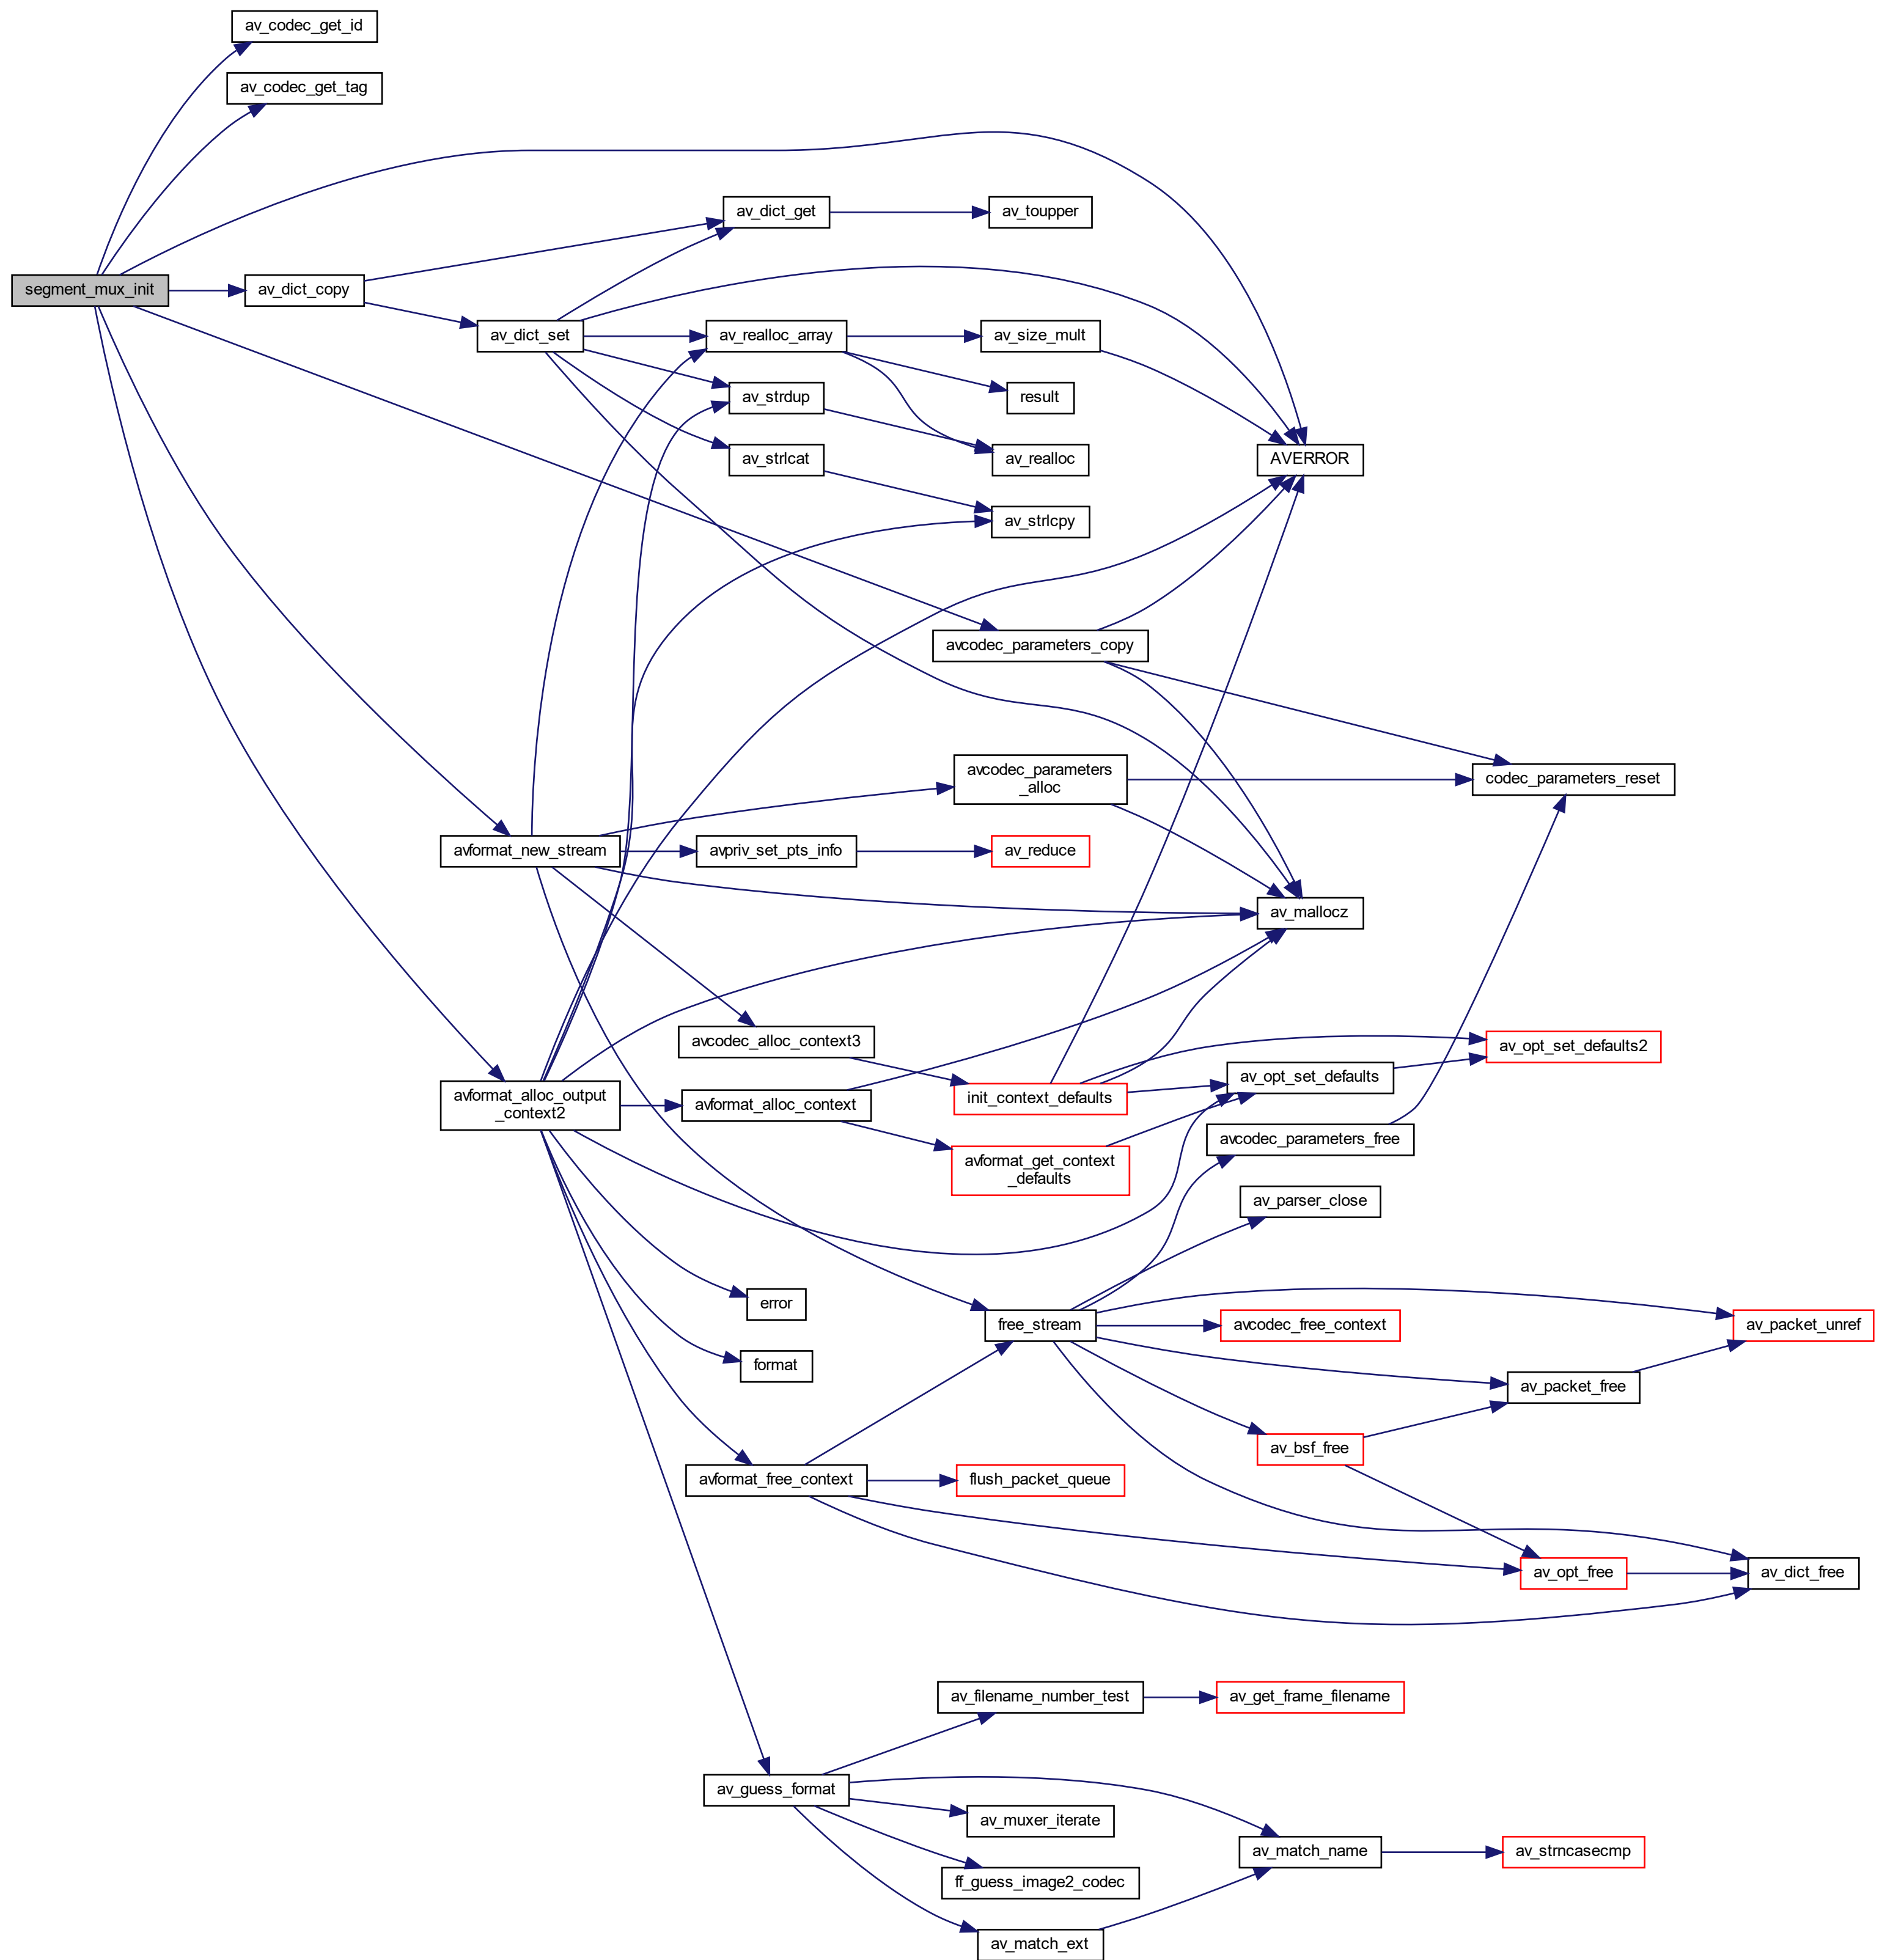 av_codec_get_id
av_codec_get_tag
av_dict_get
av_toupper
segment_mux_init
av_dict_copy
av_dict_set
av_realloc_array
av_size_mult
av_strdup
result
av_strlcat
av_realloc
AVERROR
av_strlcpy
avcodec_parameters_copy
avcodec_parameters
_alloc
codec_parameters_reset
avformat_new_stream
avpriv_set_pts_info
av_reduce
av_mallocz
avcodec_alloc_context3
av_opt_set_defaults2
av_opt_set_defaults
avformat_alloc_output
_context2
avformat_alloc_context
init_context_defaults
avcodec_parameters_free
avformat_get_context
_defaults
av_parser_close
error
free_stream
avcodec_free_context
av_packet_unref
format
av_packet_free
av_bsf_free
avformat_free_context
flush_packet_queue
av_opt_free
av_dict_free
av_filename_number_test
av_get_frame_filename
av_guess_format
av_muxer_iterate
av_match_name
av_strncasecmp
ff_guess_image2_codec
av_match_ext